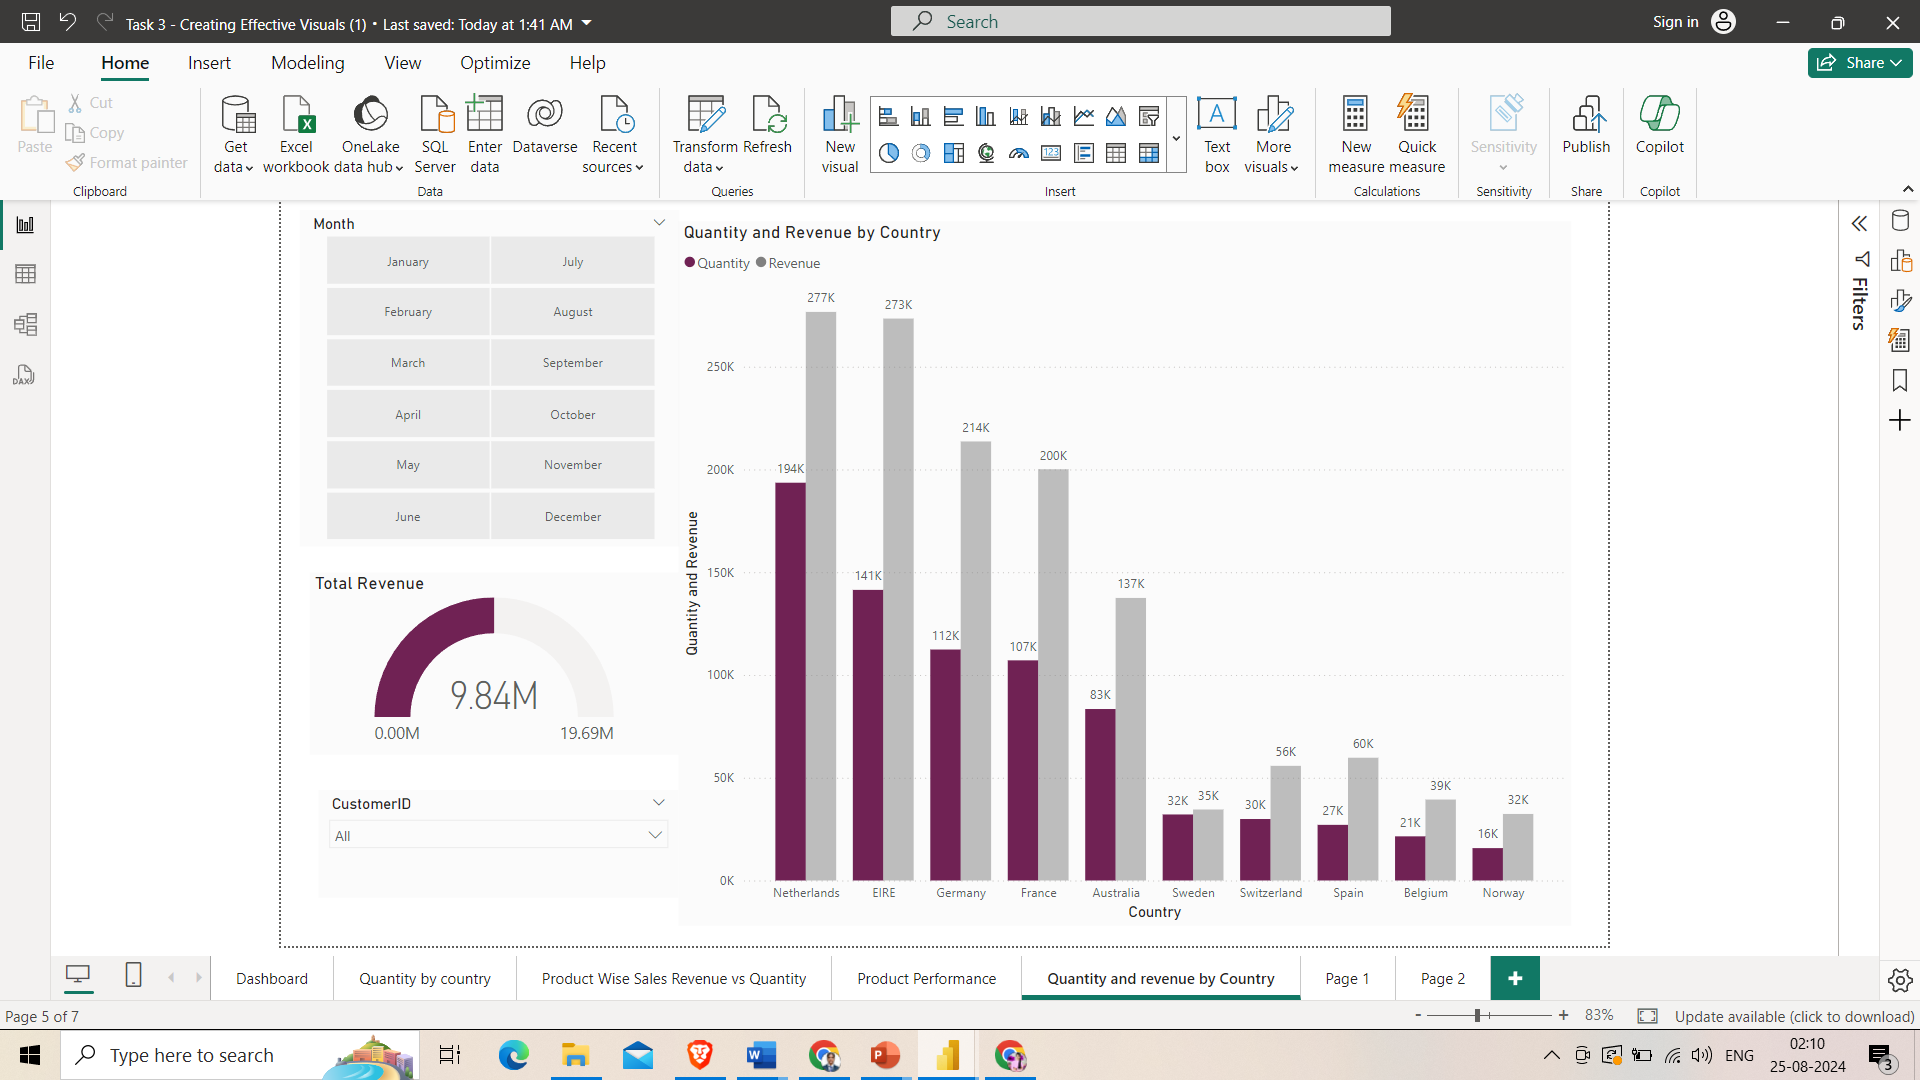 Task 3 - Creating Effective Visuals (1) • Last saved: Today at 1:41 AM
Search
Sign in
File
Home
Insert
Modeling
View
Optimize
Help
Share
Paste
Cut
Copy
Format painter
Clipboard
Get data
Excel workbook
OneLake data hub
SQL Server
Enter data
Dataverse
Recent sources
Data
Transform data
Refresh
Queries
New visual
Text box
More visuals
Insert
New measure
Quick measure
Calculations
Sensitivity
Sensitivity
Publish
Share
Copilot
Copilot
DAX
Month
January
July
February
August
March
September
April
October
May
November
June
December
Total Revenue
9.84M
0.00M
19.69M
CustomerID
All
Quantity and Revenue by Country
Quantity
Revenue
Quantity and Revenue
250K
200K
150K
100K
50K
0K
194K
277K
141K
273K
112K
214K
107K
200K
83K
137K
32K
35K
30K
56K
27K
60K
21K
39K
16K
32K
Netherlands
EIRE
Germany
France
Australia
Sweden
Switzerland
Spain
Belgium
Norway
Country
Filters
Dashboard
Quantity by country
Product Wise Sales Revenue vs Quantity
Product Performance
Quantity and revenue by Country
Page 1
Page 2
+
Page 5 of 7
- + 83%
Update available (click to download)
Type here to search
ENG
02:10
25-08-2024
3